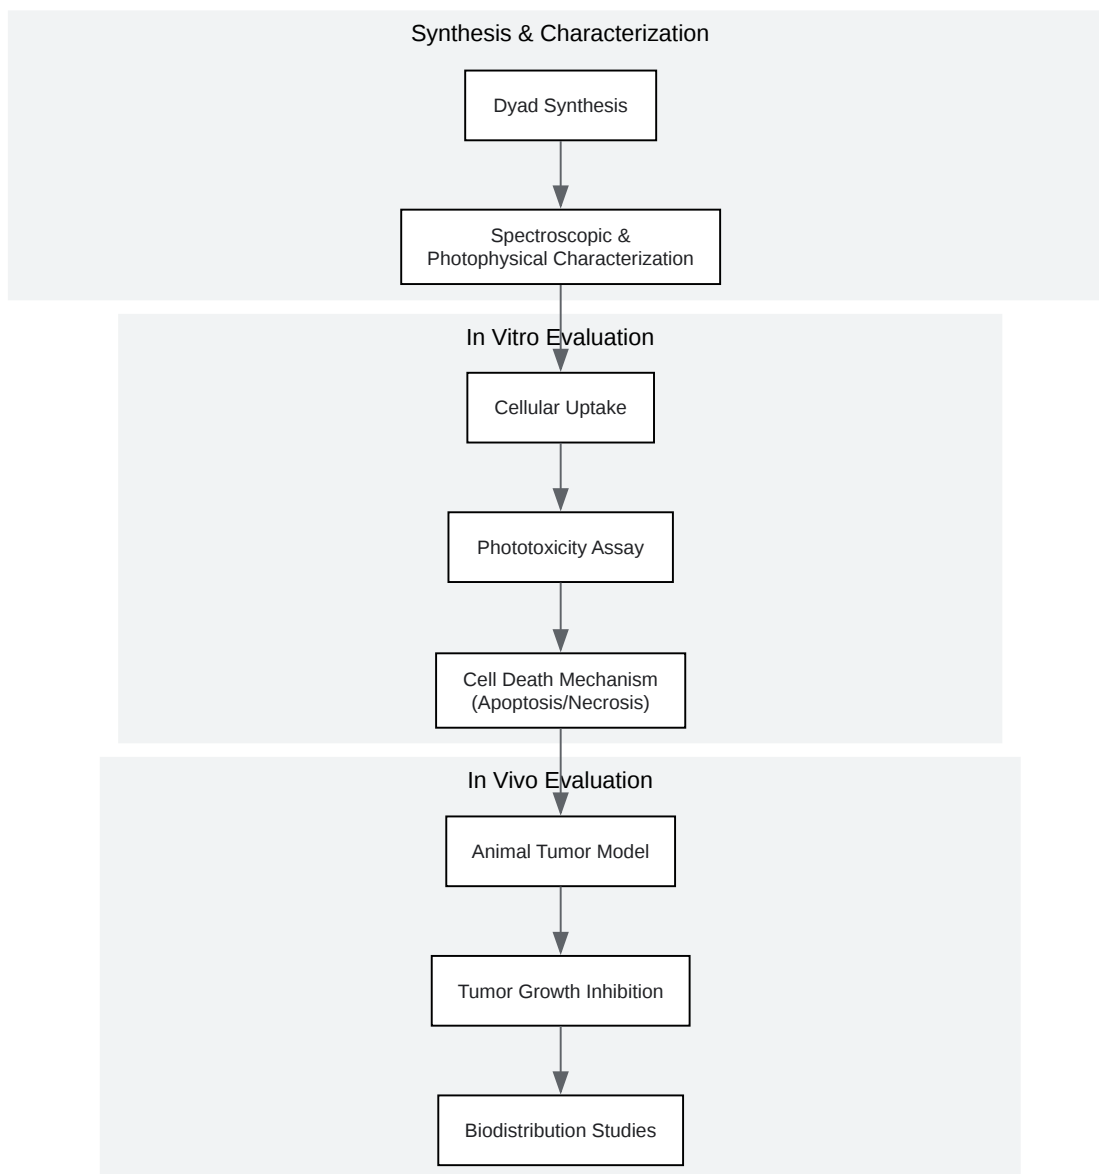 Synthesis & Characterization
Dyad Synthesis
Spectroscopic &
Photophysical Characterization
In Vitro Evaluation
Cellular Uptake
Phototoxicity Assay
Cell Death Mechanism
(Apoptosis/Necrosis)
In Vivo Evaluation
Animal Tumor Model
Tumor Growth Inhibition
Biodistribution Studies